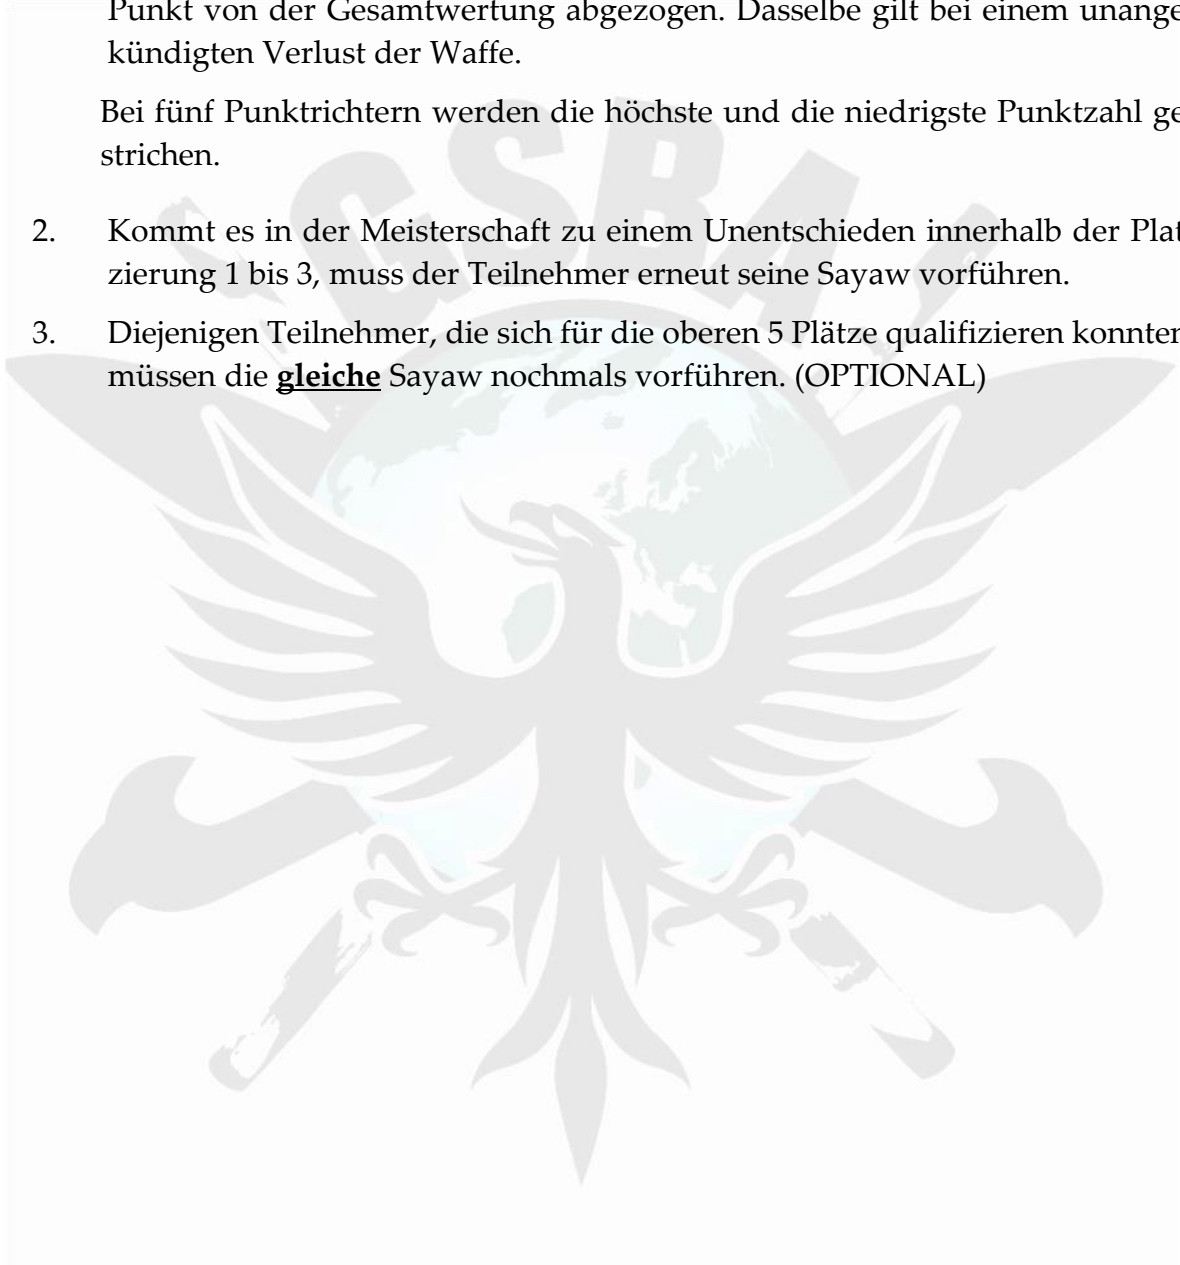 Punkt von der Gesamtwertung abgezogen. Dasselbe gilt bei einem unange
kündigten Verlust der Waffe.
Bei fünf Punktrichtern werden die höchste und die niedrigste Punktzahl ge
strichen.
2. Kommt es in der Meisterschaft zu einem Unentschieden innerhalb der Plat
zierung 1 bis 3, muss der Teilnehmer erneut seine Sayaw vorführen.
3. Diejenigen Teilnehmer, die sich für die oberen 5 Plätze qualifizieren konnten
müssen die gleiche Sayaw nochmals vorführen. (OPTIONAL)
GSBA